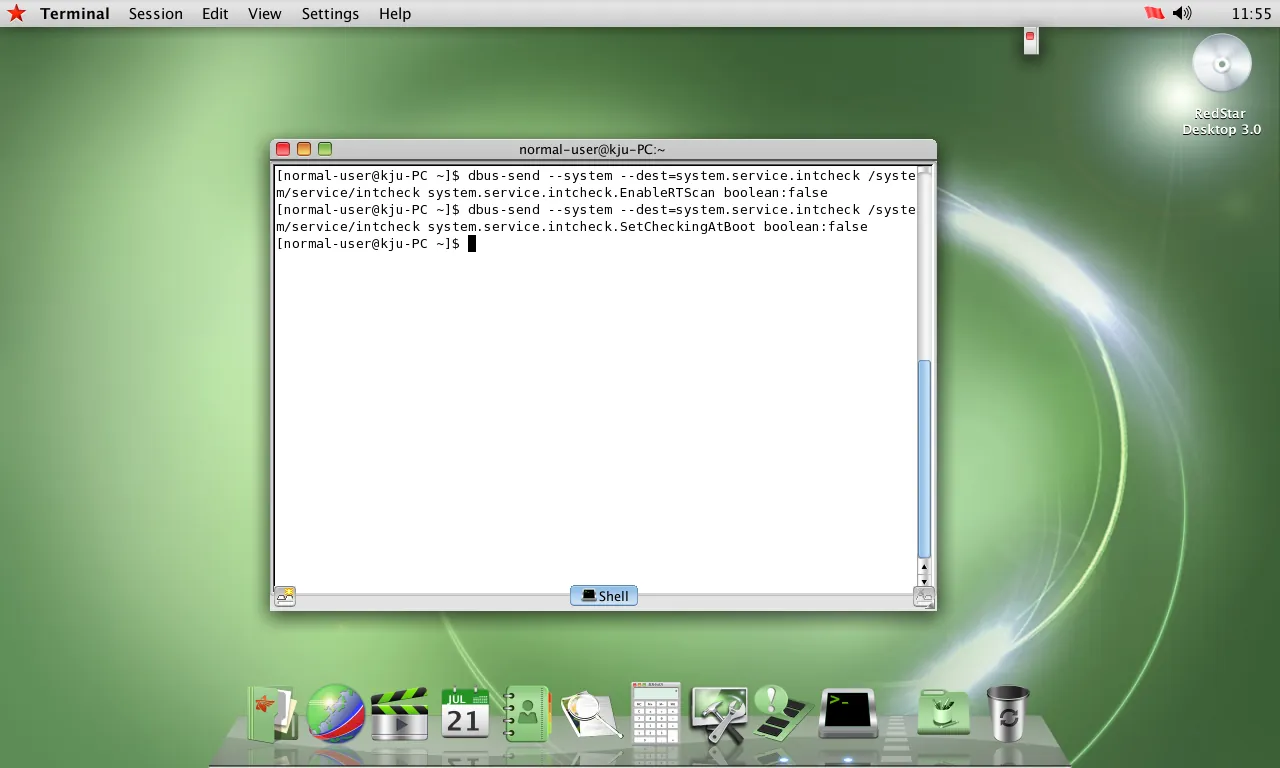 Terminal Session Edit View Settings Help 11:55
RedStar
Desktop 3.0
normal-user@kju-PC:~
[normal-user@kju-PC ~]$ dbus-send --system --dest=system.service.intcheck /syste
m/service/intcheck system.service.intcheck.EnableRTScan boolean:false
[normal-user@kju-PC ~]$ dbus-send --system --dest=system.service.intcheck /syste
m/service/intcheck system.service.intcheck.SetCheckingAtBoot boolean:false
[normal-user@kju-PC ~]$
Shell
JUL
21
>_